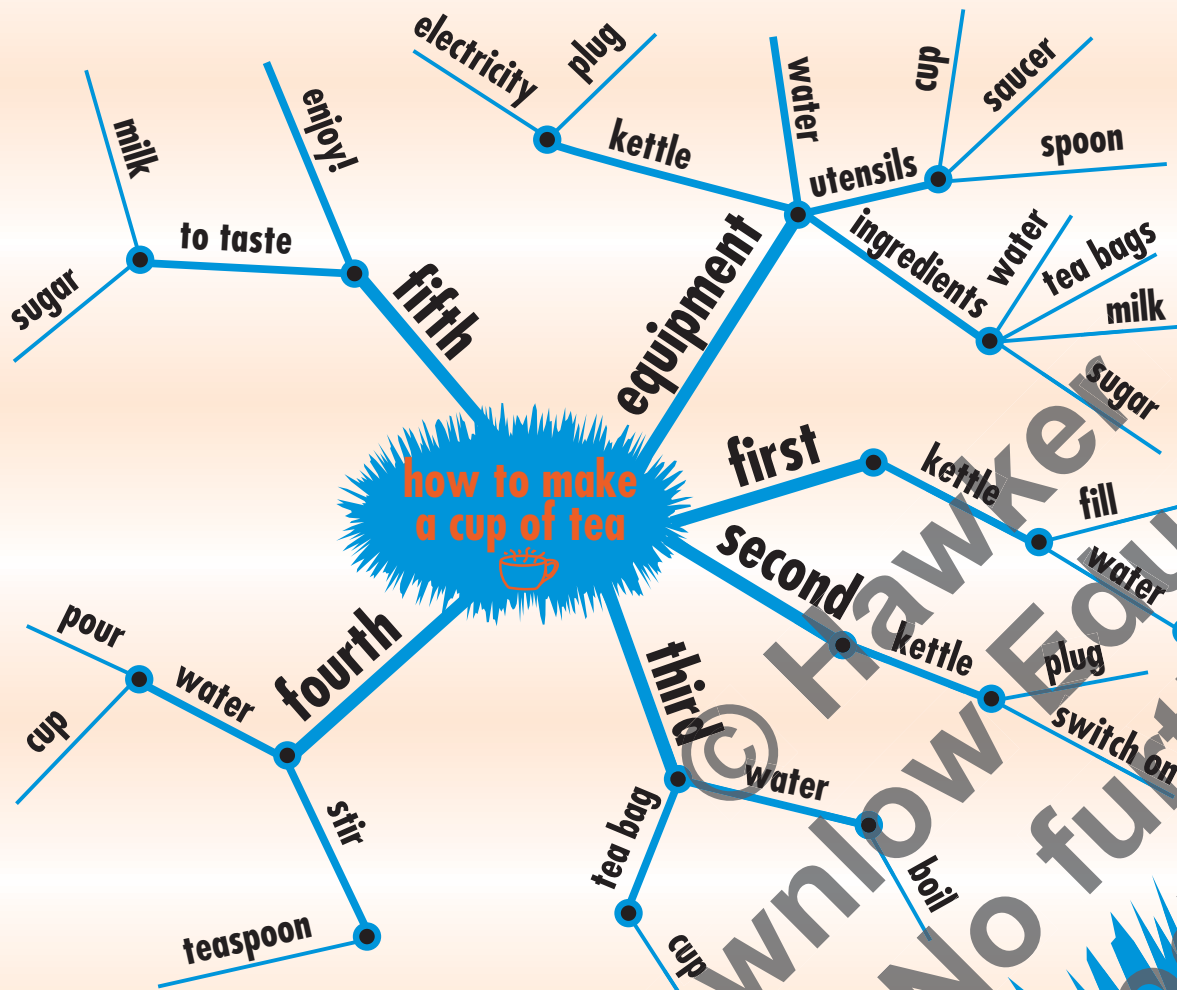 how to make
a cup of tea
equipment
kettle
electricity
plug
water
utensils
cup
saucer
spoon
ingredients
water
tea bags
milk
sugar
first
kettle
fill
water
second
kettle
plug
switch on
third
water
boil
tea bag
cup
fourth
water
pour
cup
stir
teaspoon
fifth
to taste
milk
sugar
enjoy!
© Hawker
wnlow Edu
No furt